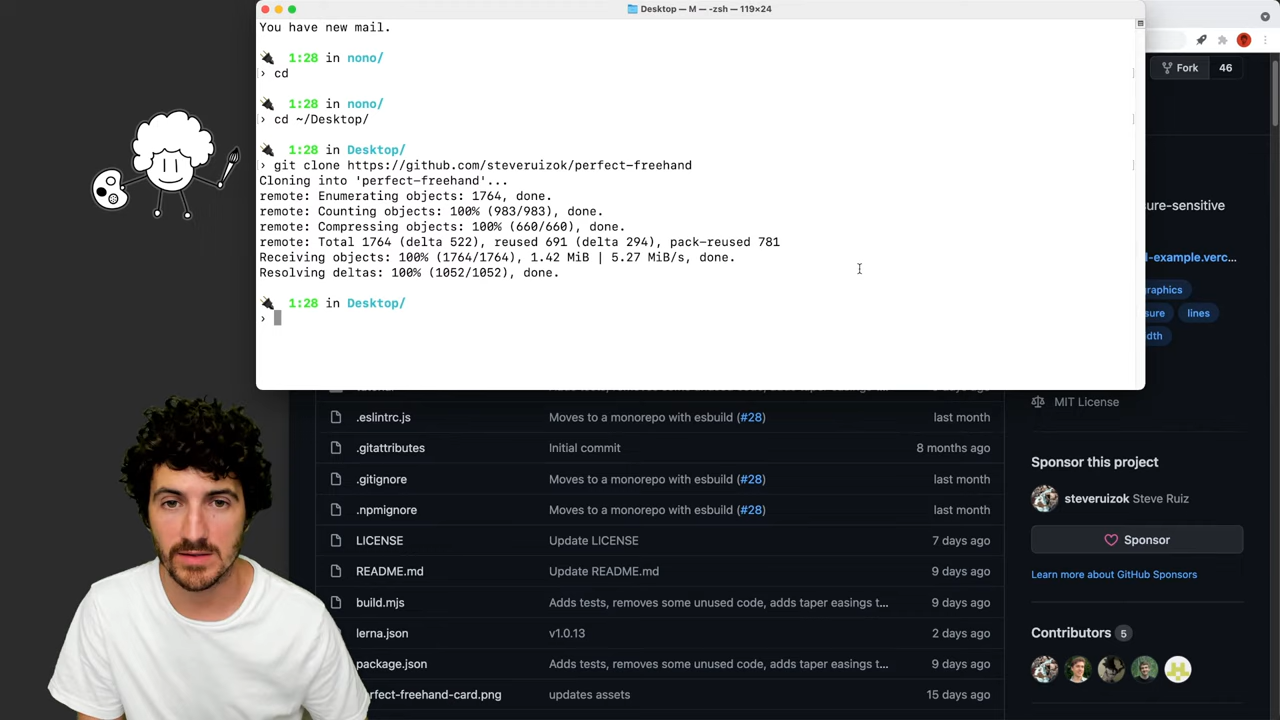 Desktop — M — -zsh — 119×24
You have new mail.
1:28 in nono/
› cd
1:28 in nono/
› cd ~/Desktop/
1:28 in Desktop/
› git clone https://github.com/steveruizok/perfect-freehand
Cloning into 'perfect-freehand'...
remote: Enumerating objects: 1764, done.
remote: Counting objects: 100% (983/983), done.
remote: Compressing objects: 100% (660/660), done.
remote: Total 1764 (delta 522), reused 691 (delta 294), pack-reused 781
Receiving objects: 100% (1764/1764), 1.42 MiB | 5.27 MiB/s, done.
Resolving deltas: 100% (1052/1052), done.
1:28 in Desktop/
›
Fork 46
sure-sensitive
l-example.verc...
graphics
sure lines
dth
MIT License
.eslintrc.js Moves to a monorepo with esbuild (#28) last month
.gitattributes Initial commit 8 months ago
.gitignore Moves to a monorepo with esbuild (#28) last month
.npmignore Moves to a monorepo with esbuild (#28) last month
LICENSE Update LICENSE 7 days ago
README.md Update README.md 9 days ago
build.mjs Adds tests, removes some unused code, adds taper easings t... 9 days ago
lerna.json v1.0.13 2 days ago
package.json Adds tests, removes some unused code, adds taper easings t... 9 days ago
rfect-freehand-card.png updates assets 15 days ago
Sponsor this project
steveruizok Steve Ruiz
Sponsor
Learn more about GitHub Sponsors
Contributors 5